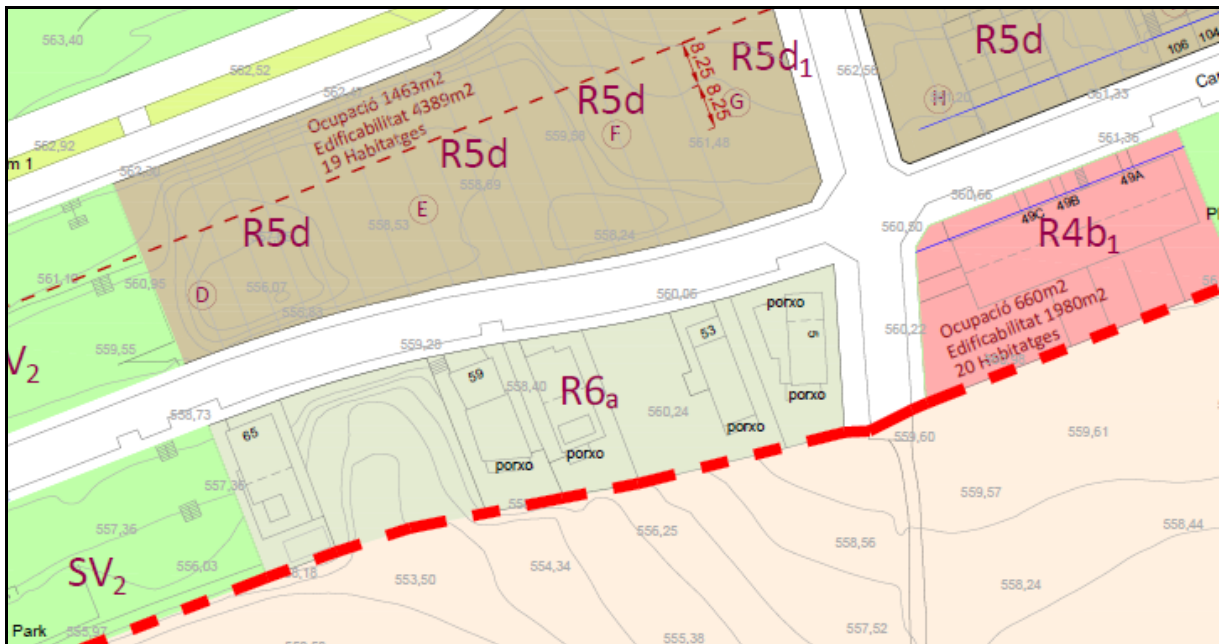 563,40
562,52
562,92
m 1
562,30
Ocupació 1463m2
Edificabilitat 4389m2
19 Habitatges
R5d
R5d
R5d
R5d₁
8,25
8,25
G
F
E
D
559,58
561,48
558,69
558,53
558,24
556,07
562,56
R5d
H
106
104
561,33
Car
561,36
561,19
560,95
559,55
V₂
560,66
560,50
49C
49B
49A
R4b₁
Ocupació 660m2
Edificabilitat 1980m2
20 Habitatges
560,22
560,06
559,28
558,73
porxo
53
5
59
558,40
R6ₐ
560,24
porxo
porxo
porxo
porxo
65
557,36
557,36
556,03
SV₂
Park
555,97
8,18
553,50
554,34
556,25
555,38
558,56
557,52
559,60
559,61
559,57
558,44
558,24